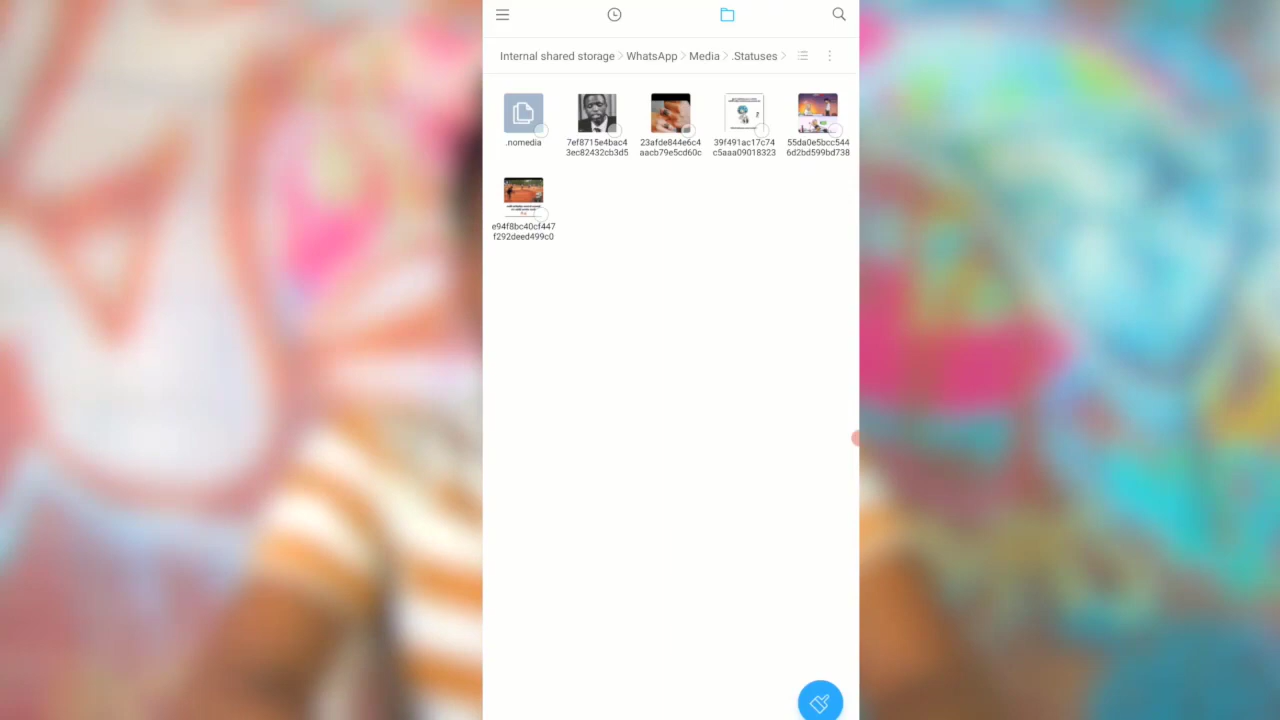 Internal shared storage > WhatsApp > Media > .Statuses >
.nomedia
7ef8715e4bac4
3ec82432cb3d5
23afde844e6c4
aacb79e5cd60c
39f491ac17c74
c5aaa09018323
55da0e5bcc544
6d2bd599bd738
e94f8bc40cf447
f292deed499c0